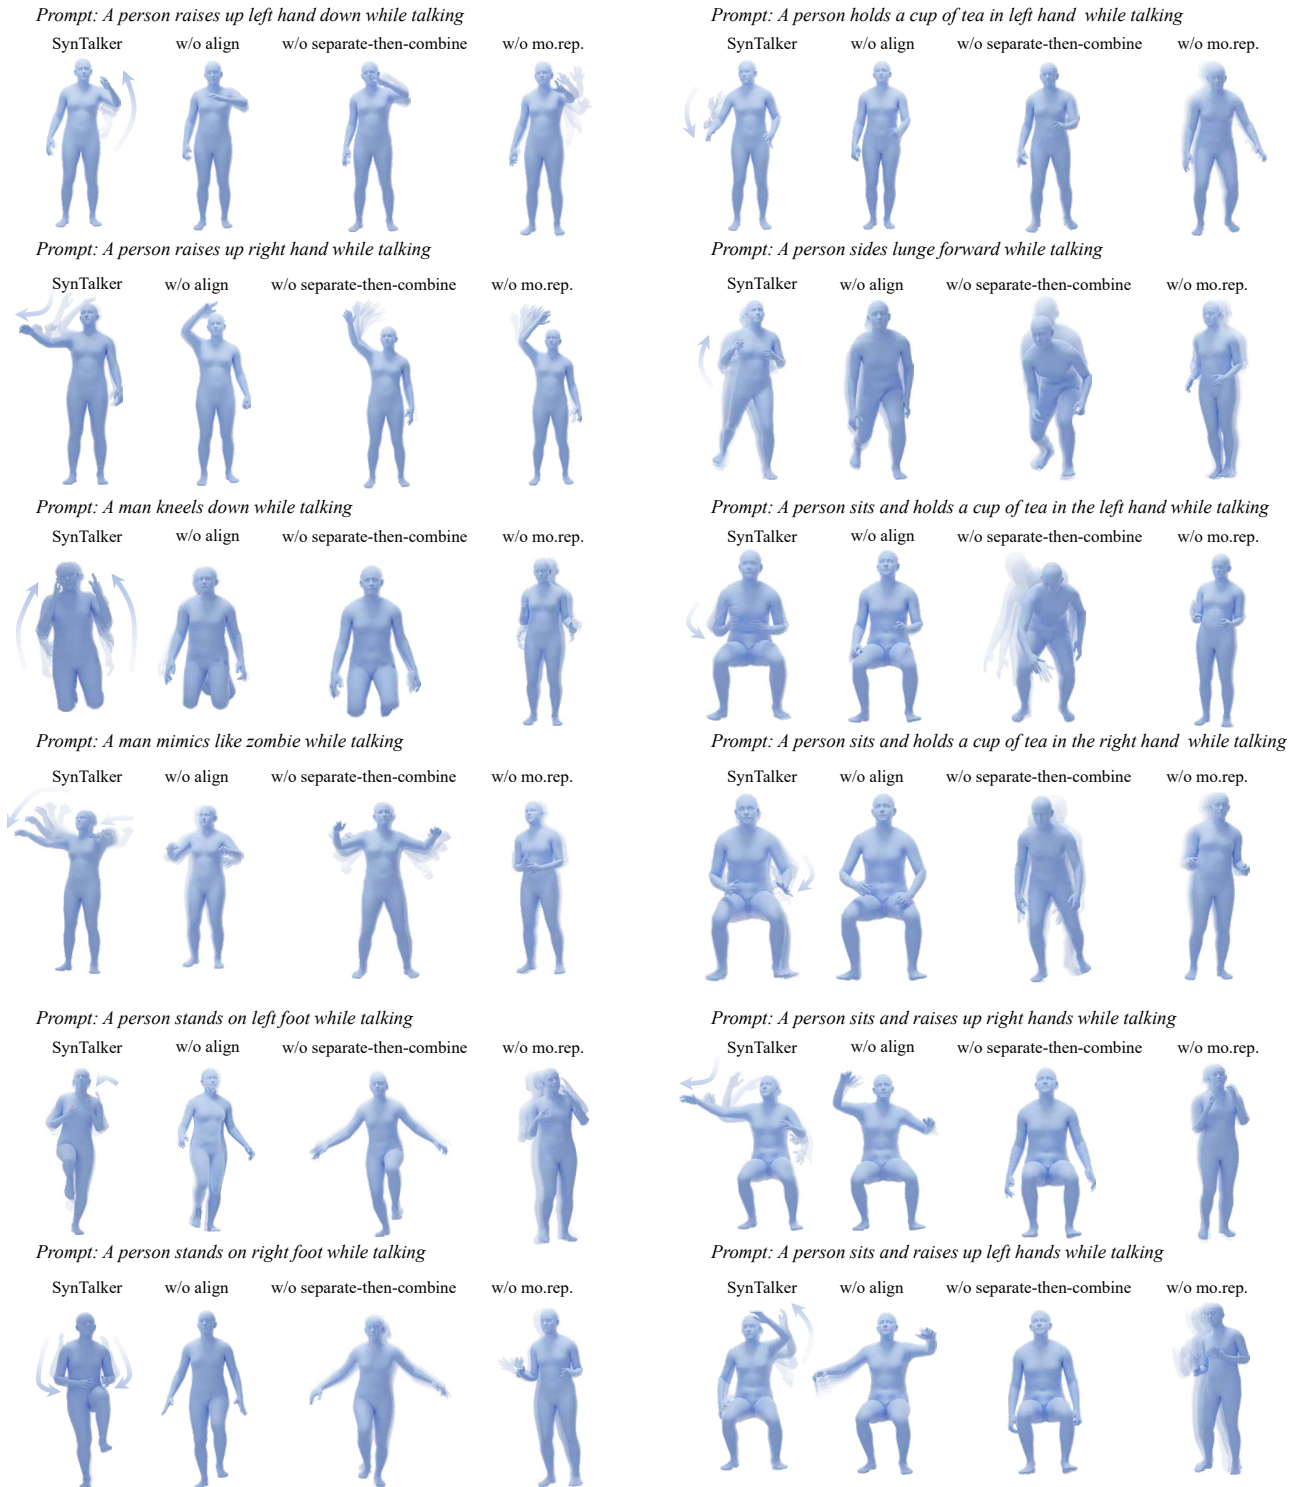 Prompt: A person raises up left hand down while talking
SynTalker w/o align w/o separate-then-combine w/o mo.rep.
Prompt: A person raises up right hand while talking
SynTalker w/o align w/o separate-then-combine w/o mo.rep.
Prompt: A man kneels down while talking
SynTalker w/o align w/o separate-then-combine w/o mo.rep.
Prompt: A man mimics like zombie while talking
SynTalker w/o align w/o separate-then-combine w/o mo.rep.
Prompt: A person stands on left foot while talking
SynTalker w/o align w/o separate-then-combine w/o mo.rep.
Prompt: A person stands on right foot while talking
SynTalker w/o align w/o separate-then-combine w/o mo.rep.
Prompt: A person holds a cup of tea in left hand while talking
SynTalker w/o align w/o separate-then-combine w/o mo.rep.
Prompt: A person sides lunge forward while talking
SynTalker w/o align w/o separate-then-combine w/o mo.rep.
Prompt: A person sits and holds a cup of tea in the left hand while talking
SynTalker w/o align w/o separate-then-combine w/o mo.rep.
Prompt: A person sits and holds a cup of tea in the right hand while talking
SynTalker w/o align w/o separate-then-combine w/o mo.rep.
Prompt: A person sits and raises up right hands while talking
SynTalker w/o align w/o separate-then-combine w/o mo.rep.
Prompt: A person sits and raises up left hands while talking
SynTalker w/o align w/o separate-then-combine w/o mo.rep.